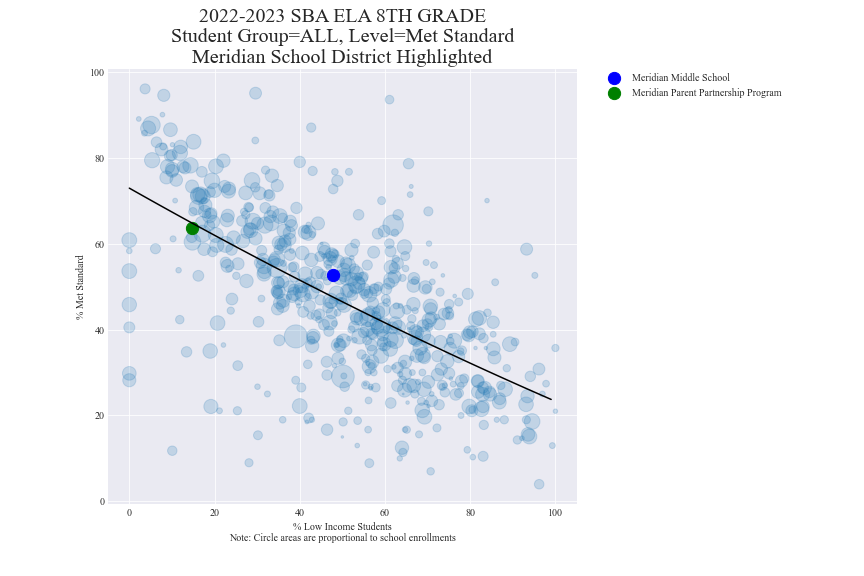 2022-2023 SBA ELA 8TH GRADE
Student Group=ALL, Level=Met Standard
Meridian School District Highlighted
Meridian Middle School
Meridian Parent Partnership Program
% Met Standard
100
80
60
40
20
0
0 20 40 60 80 100
% Low Income Students
Note: Circle areas are proportional to school enrollments